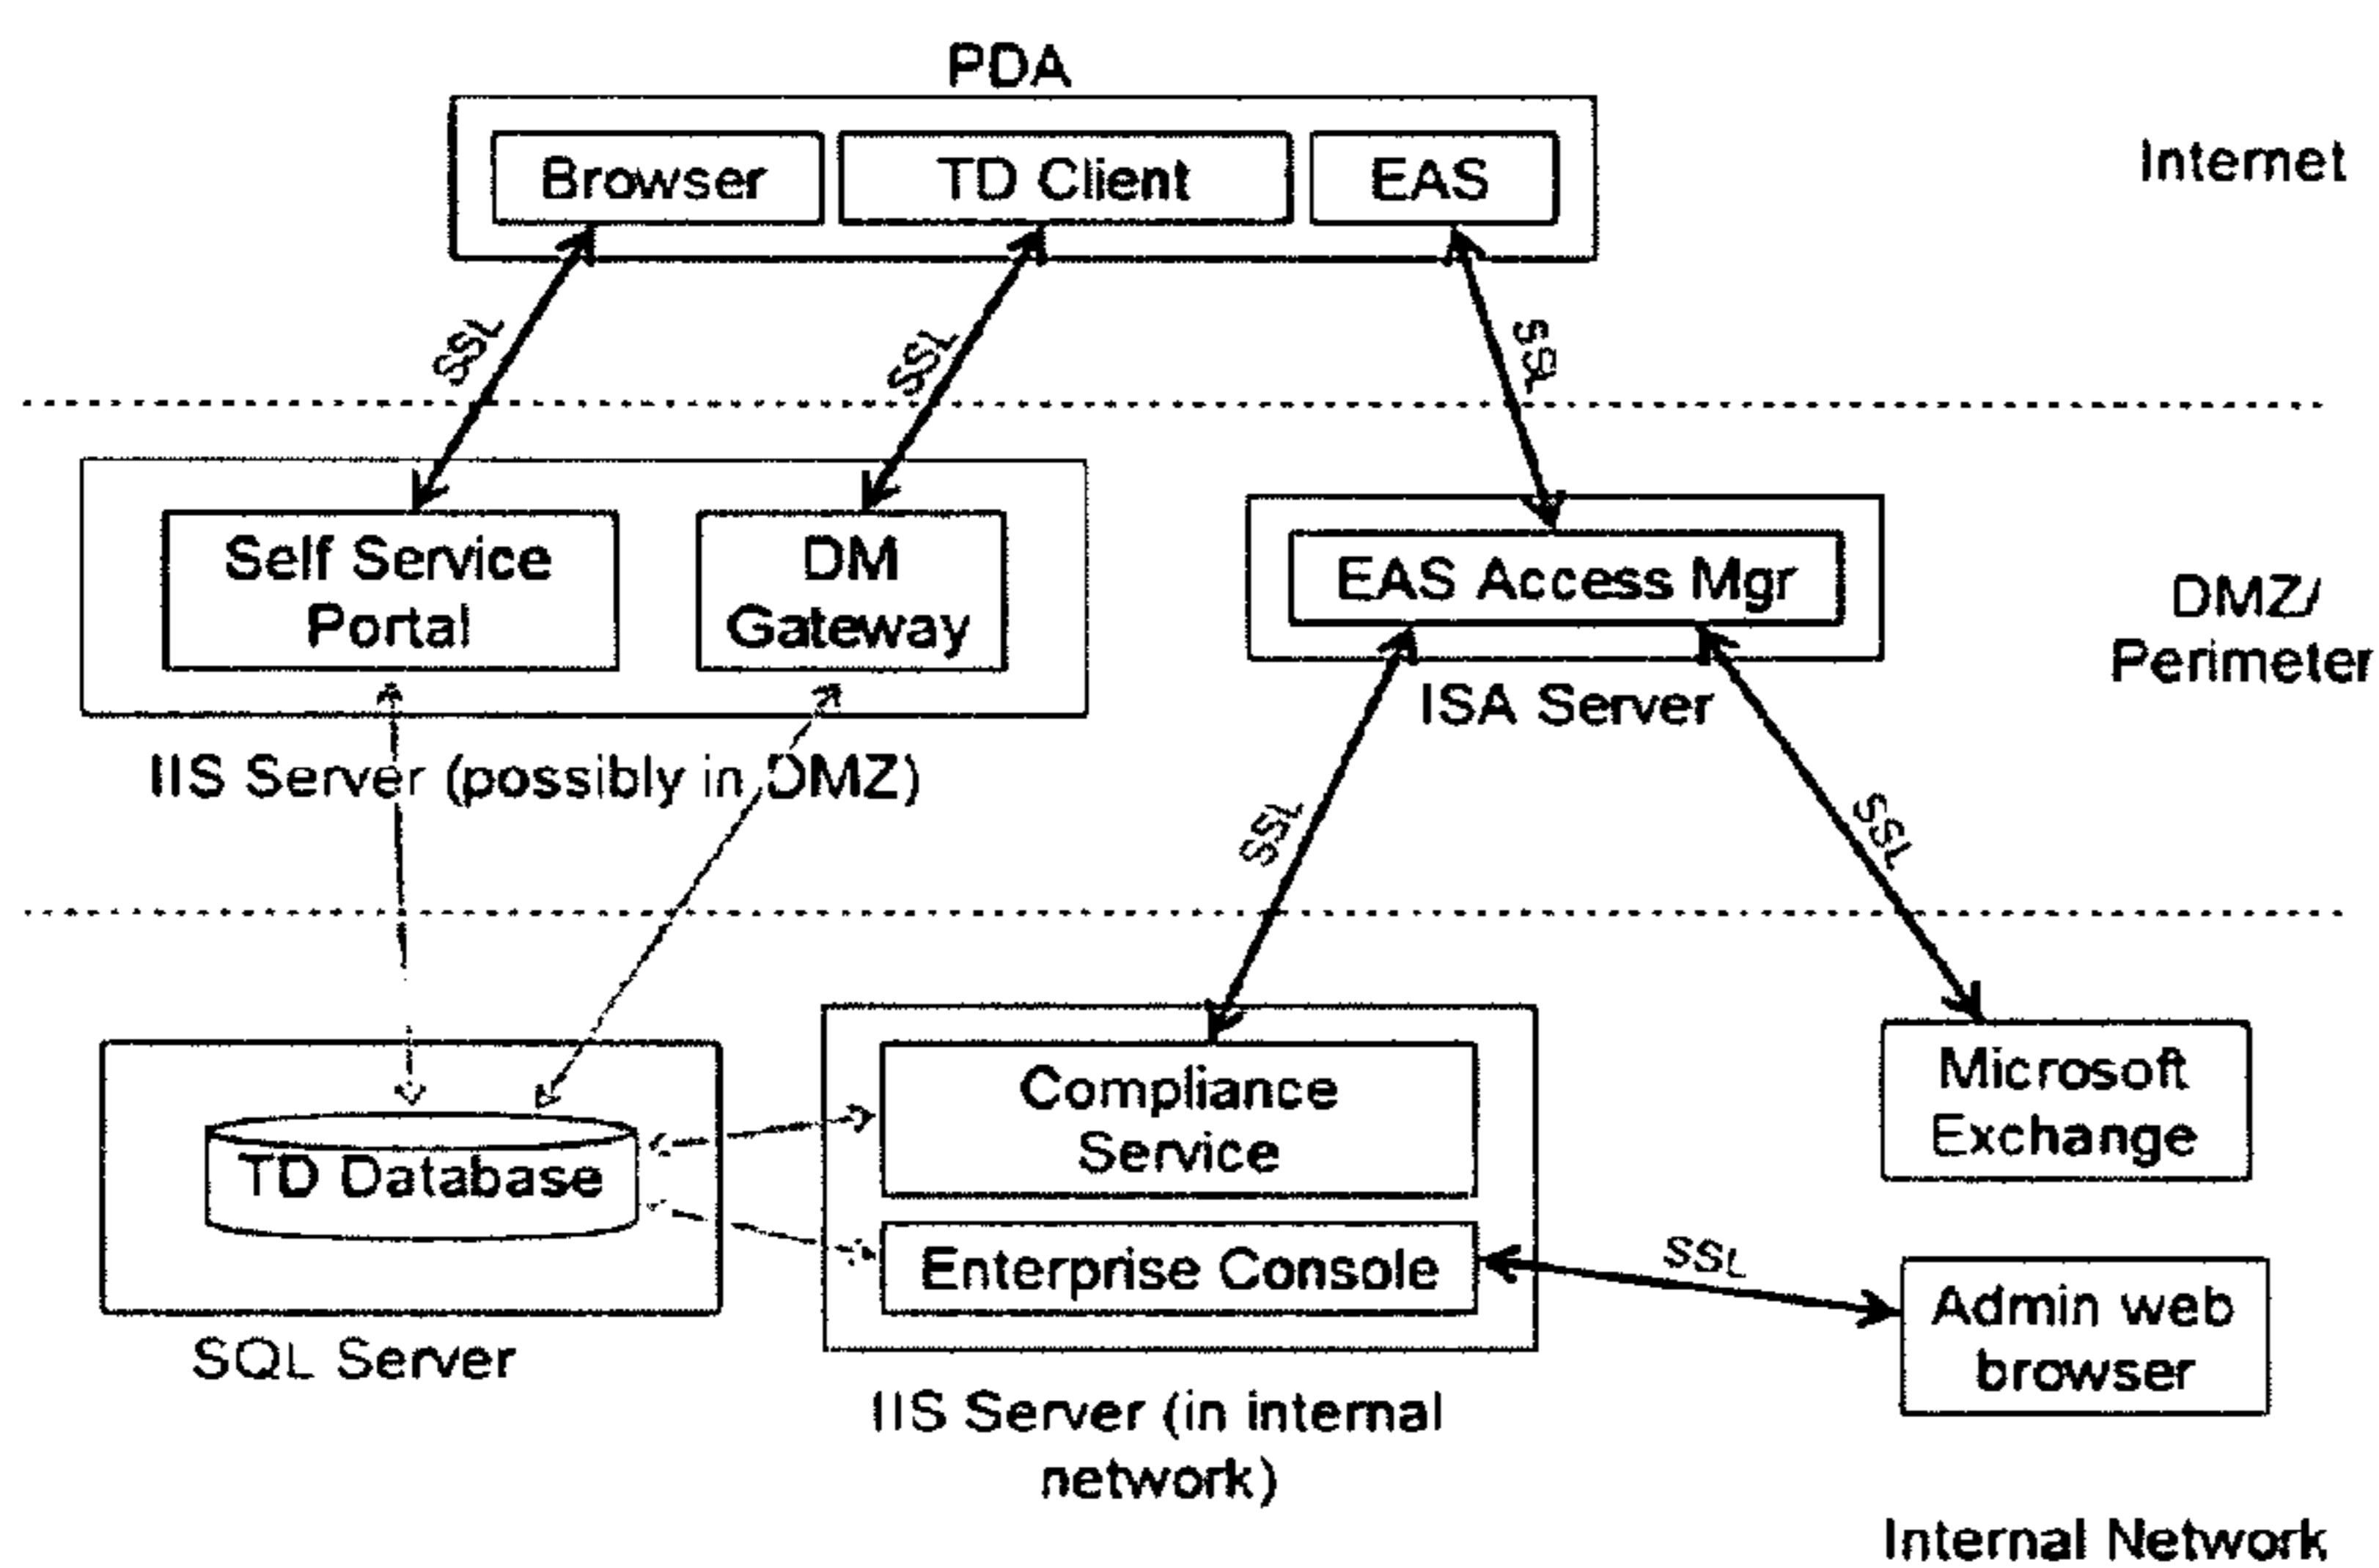 PDA
Browser
TD Client
EAS
Internet
SSL
SSL
SSL
Self Service
Portal
DM
Gateway
EAS Access Mgr
DMZ/
Perimeter
ISA Server
IIS Server (possibly in DMZ)
SSL
SSL
Compliance
Service
Microsoft
Exchange
TD Database
Enterprise Console
SSL
Admin web
browser
SQL Server
IIS Server (in internal
network)
Internal Network